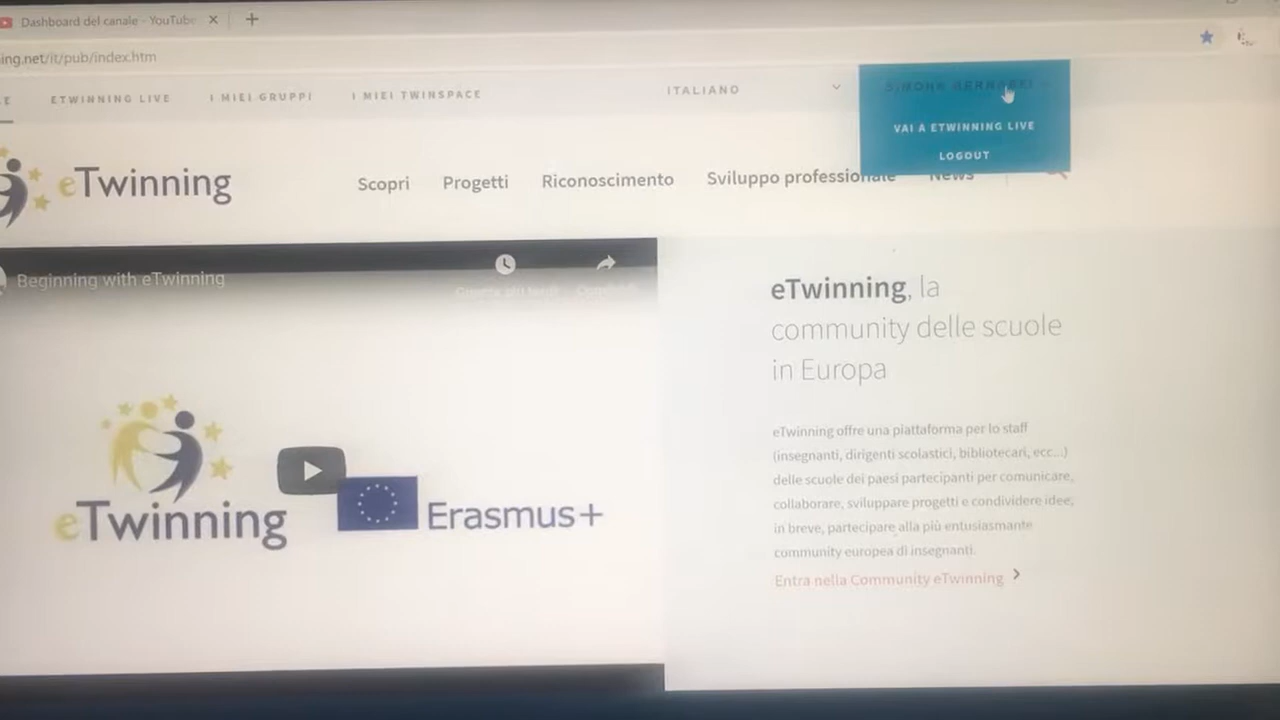 Dashboard del canale - YouTube
ing.net/it/pub/index.htm
E
ETWINNING LIVE
I MIEI GRUPPI
I MIEI TWINSPACE
ITALIANO
VAI A ETWINNING LIVE
LOGOUT
eTwinning
Scopri
Progetti
Riconoscimento
Sviluppo professionale
News
Beginning with eTwinning
eTwinning
Erasmus+
eTwinning, la
community delle scuole
in Europa
eTwinning offre una piattaforma per lo staff
(insegnanti, dirigenti scolastici, bibliotecari, ecc...)
delle scuole dei paesi partecipanti per comunicare,
collaborare, sviluppare progetti e condividere idee;
in breve, partecipare alla più entusiasmante
community europea di insegnanti.
Entra nella Community eTwinning